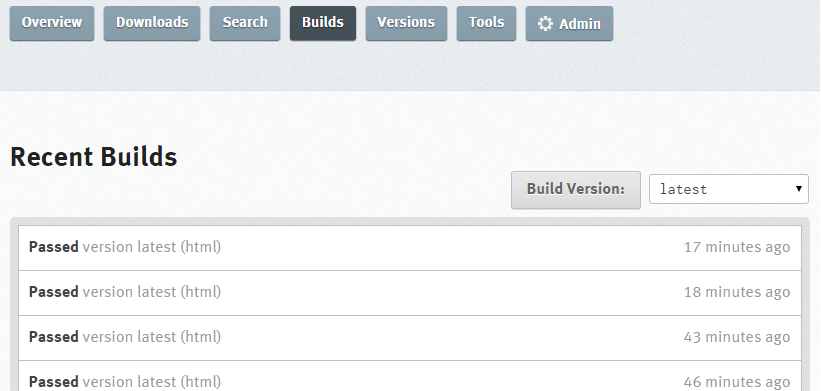 Overview Downloads Search Builds Versions Tools Admin
Recent Builds
Build Version: latest
Passed version latest (html) 17 minutes ago
Passed version latest (html) 18 minutes ago
Passed version latest (html) 43 minutes ago
Passed version latest (html) 46 minutes ago